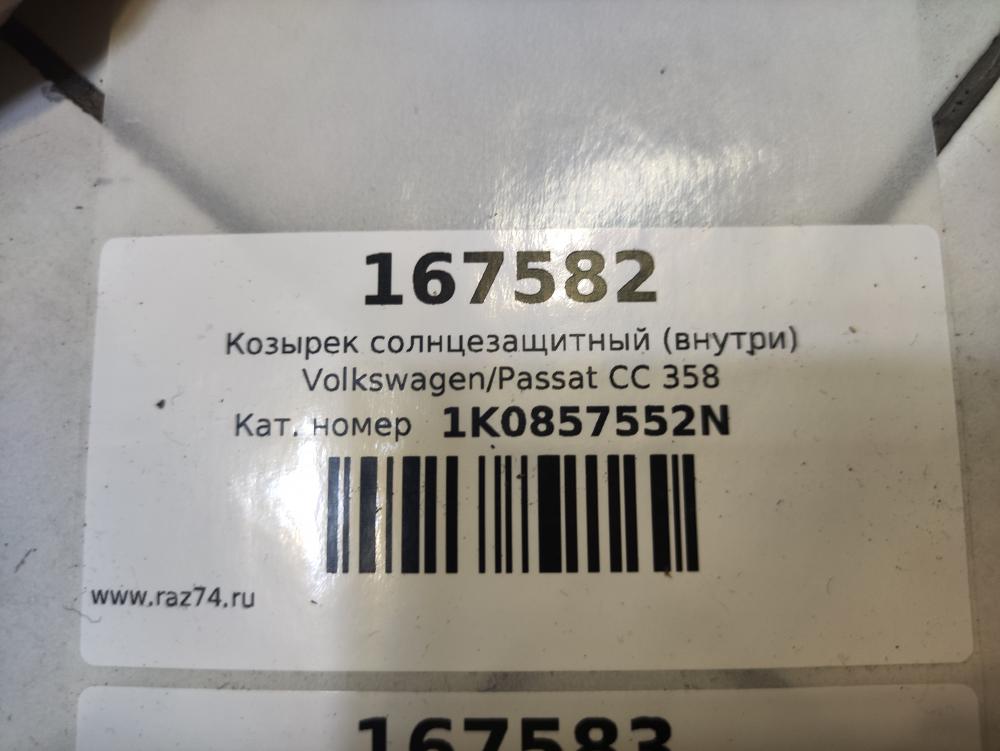 167582
Козырек солнцезащитный (внутри)
Volkswagen/Passat CC 358
Кат. номер 1K0857552N
www.raz74.ru
167583